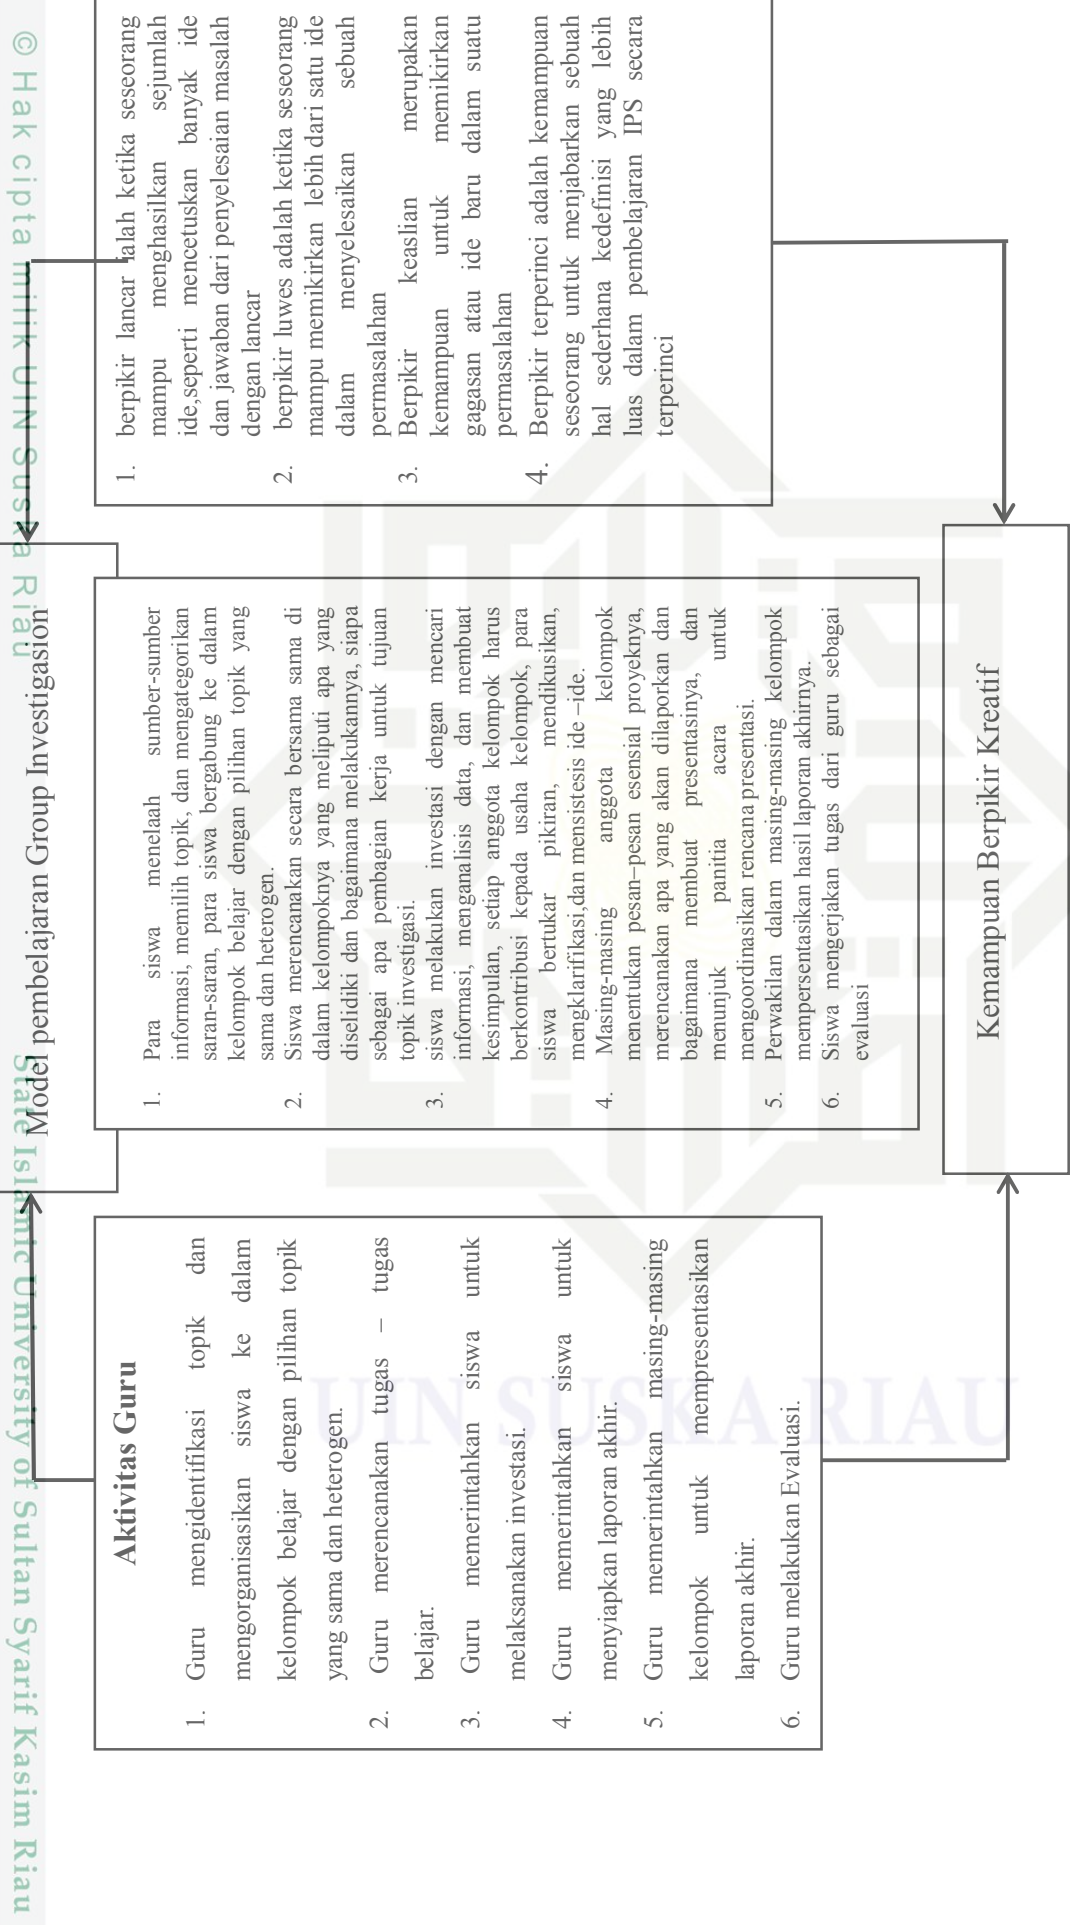 © Hak cipta milik UIN Suska Riau
State Islamic University of Sultan Syarif Kasim Riau
Model pembelajaran Group Investigasion
Aktivitas Guru
1. Guru mengidentifikasi topik dan
mengorganisasikan siswa ke dalam
kelompok belajar dengan pilihan topik
yang sama dan heterogen.
2. Guru merencanakan tugas – tugas
belajar.
3. Guru memerintahkan siswa untuk
melaksanakan investasi.
4. Guru memerintahkan siswa untuk
menyiapkan laporan akhir.
5. Guru memerintahkan masing-masing
kelompok untuk mempresentasikan
laporan akhir.
6. Guru melakukan Evaluasi.
1. Para siswa menelaah sumber-sumber
informasi, memilih topik, dan mengategorikan
saran-saran, para siswa bergabung ke dalam
kelompok belajar dengan pilihan topik yang
sama dan heterogen.
2. Siswa merencanakan secara bersama sama di
dalam kelompoknya yang meliputi apa yang
diselidiki dan bagaimana melakukannya, siapa
sebagai apa pembagian kerja untuk tujuan
topik investigasi.
3. siswa melakukan investasi dengan mencari
informasi, menganalisis data, dan membuat
kesimpulan, setiap anggota kelompok harus
berkontribusi kepada usaha kelompok, para
siswa bertukar pikiran, mendikusikan,
mengklarifikasi,dan mensistesis ide –ide.
4. Masing-masing anggota kelompok
menentukan pesan–pesan esensial proyeknya,
merencanakan apa yang akan dilaporkan dan
bagaimana membuat presentasinya, dan
menunjuk panitia acara untuk
mengoordinasikan rencana presentasi.
5. Perwakilan dalam masing-masing kelompok
mempersentasikan hasil laporan akhirnya.
6. Siswa mengerjakan tugas dari guru sebagai
evaluasi
1. berpikir lancar ialah ketika seseorang
mampu menghasilkan sejumlah
ide,seperti mencetuskan banyak ide
dan jawaban dari penyelesaian masalah
dengan lancar
2. berpikir luwes adalah ketika seseorang
mampu memikirkan lebih dari satu ide
dalam menyelesaikan sebuah
permasalahan
3. Berpikir keaslian merupakan
kemampuan untuk memikirkan
gagasan atau ide baru dalam suatu
permasalahan
4. Berpikir terperinci adalah kemampuan
seseorang untuk menjabarkan sebuah
hal sederhana kedefinisi yang lebih
luas dalam pembelajaran IPS secara
terperinci
Kemampuan Berpikir Kreatif
UIN SUSKA RIAU